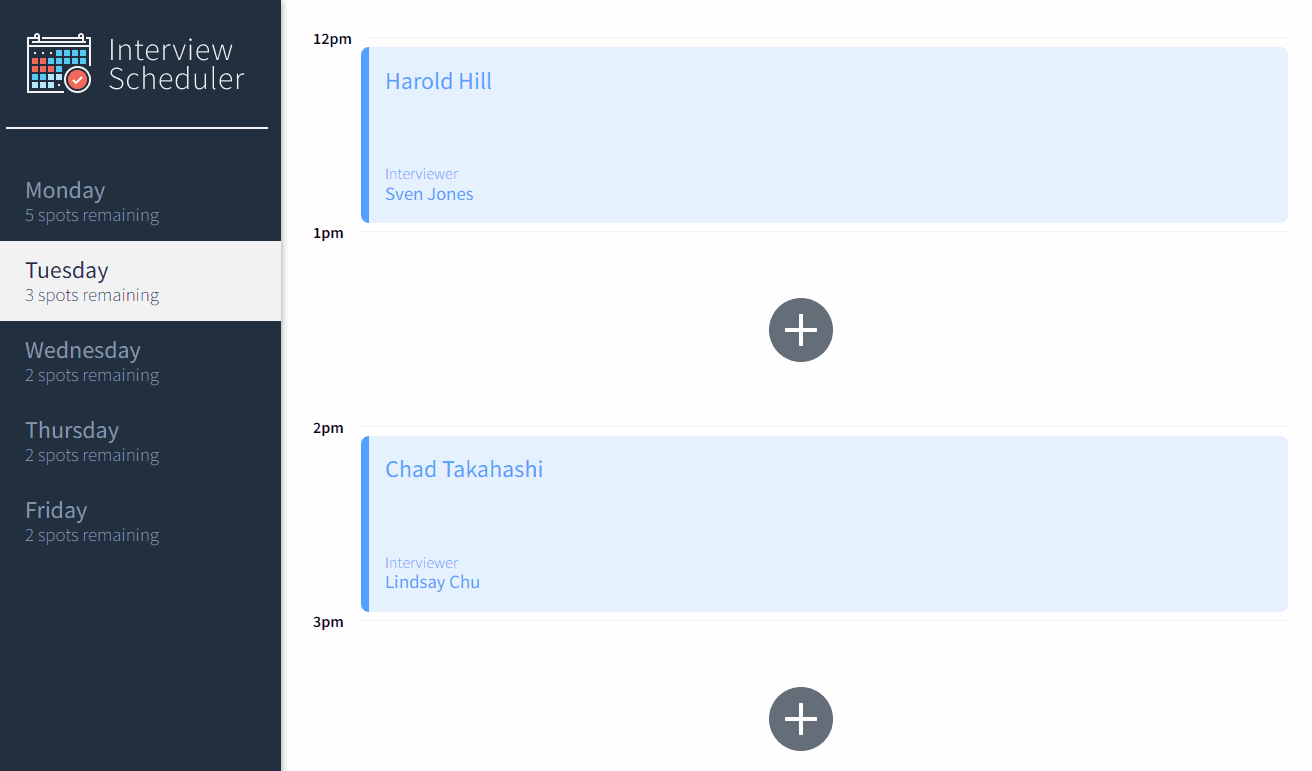 Interview
Scheduler
Monday
5 spots remaining
Tuesday
3 spots remaining
Wednesday
2 spots remaining
Thursday
2 spots remaining
Friday
2 spots remaining
12pm
Harold Hill
Interviewer
Sven Jones
1pm
2pm
Chad Takahashi
Interviewer
Lindsay Chu
3pm